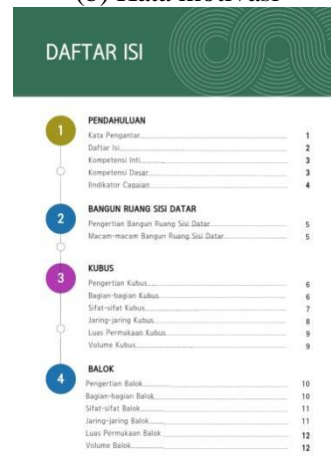 (b) Kata motivasi
DAFTAR ISI
1
PENDAHULUAN
Kata Pengantar 1
Daftar Isi 2
Kompetensi Inti 3
Kompetensi Dasar 3
Iindikator Capaian 4
2
BANGUN RUANG SISI DATAR
Pengertian Bangun Ruang Sisi Datar 5
Macam-macam Bangun Ruang Sisi Datar 5
3
KUBUS
Pengertian Kubus 6
Bagian-bagian Kubus 6
Sifat-sifat Kubus 7
Jaring-jaring Kubus 8
Luas Permukaan Kubus 9
Volume Kubus 9
4
BALOK
Pengertian Balok 10
Bagian-bagian Balok 10
Sifat-sifat Balok 11
Jaring-jaring Balok 11
Luas Permukaan Balok 12
Volume Balok 12